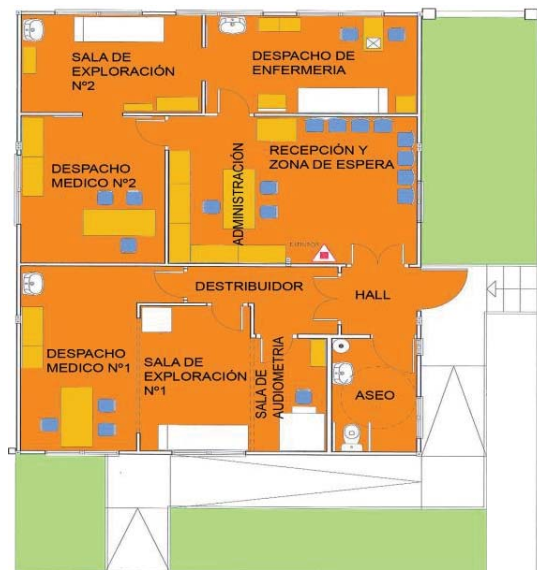 SALA DE
EXPLORACIÓN
Nº2
DESPACHO DE
ENFERMERIA
DESPACHO
MEDICO Nº2
ADMINISTRACIÓN
RECEPCIÓN Y
ZONA DE ESPERA
DESTRIBUIDOR
HALL
DESPACHO
MEDICO Nº1
SALA DE
EXPLORACIÓN
Nº1
SALA DE
AUDIOMETRIA
ASEO